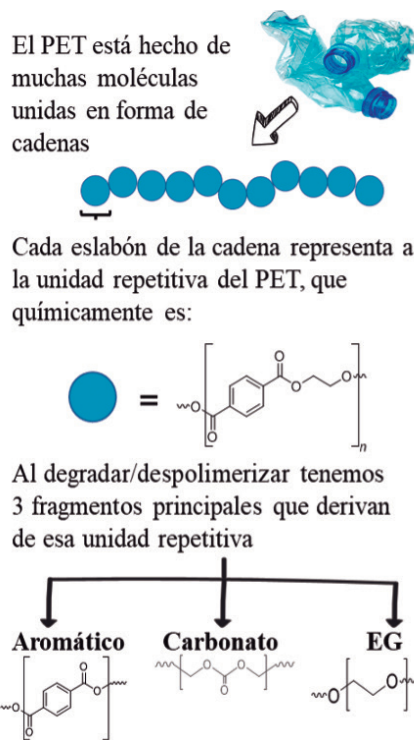 El PET está hecho de
muchas moléculas
unidas en forma de
cadenas
Cada eslabón de la cadena representa a
la unidad repetitiva del PET, que
químicamente es:
=
O
O
O
O
n
Al degradar/despolimerizar tenemos
3 fragmentos principales que derivan
de esa unidad repetitiva
Aromático Carbonato EG
O
O
O
O
O
O
O
O
O